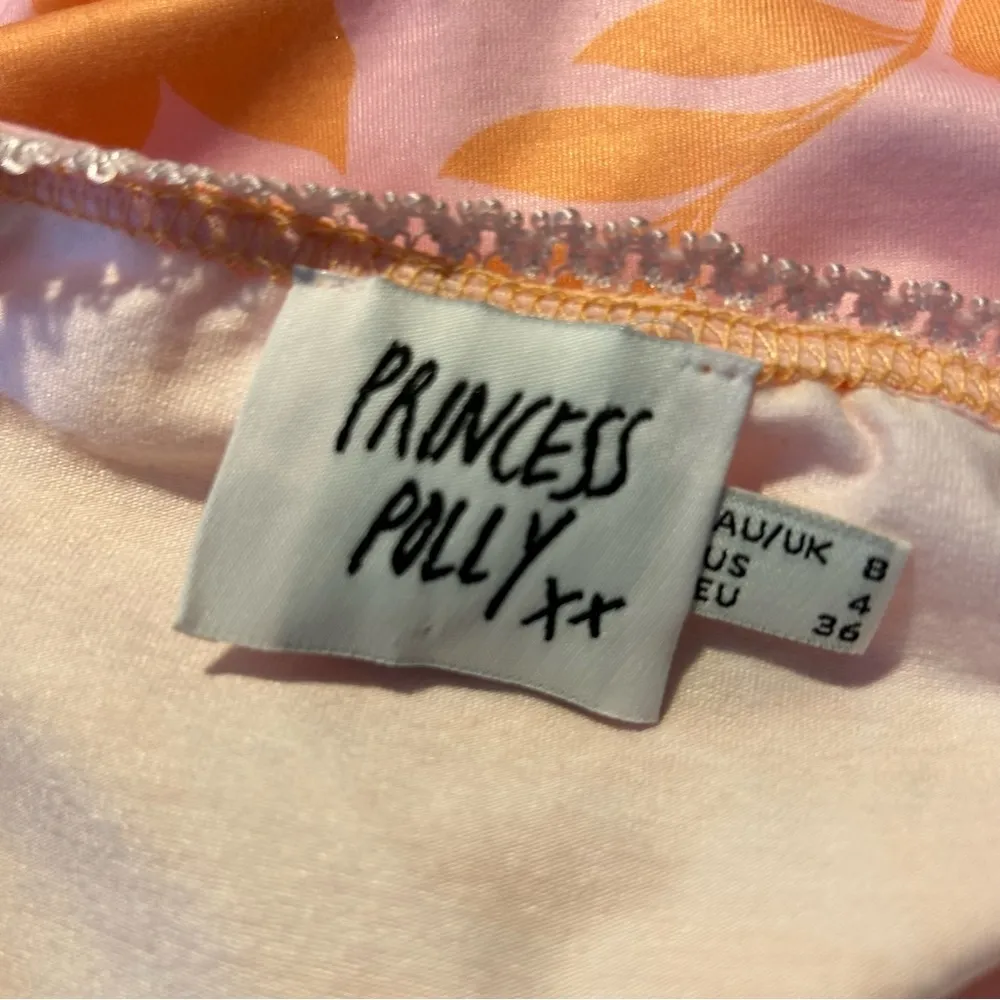 PRINCESS
POLLY xx
AU/UK 8
US 4
EU 36